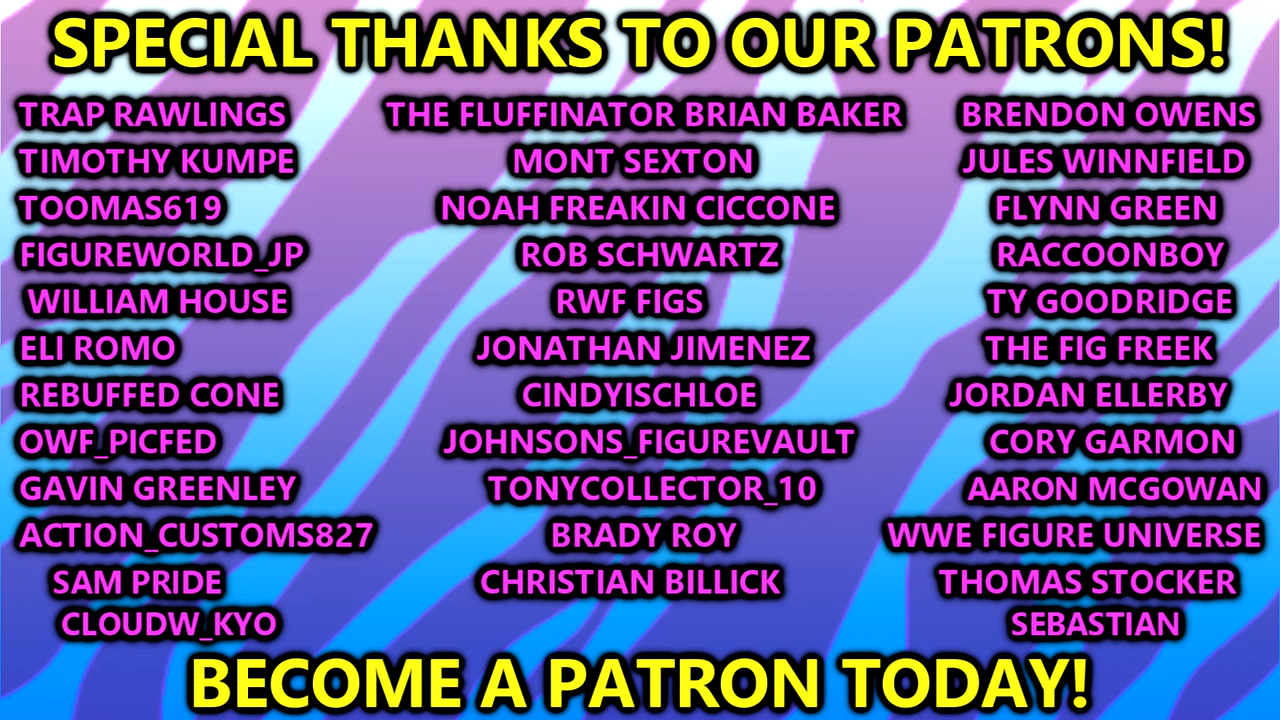 SPECIAL THANKS TO OUR PATRONS!
TRAP RAWLINGS
TIMOTHY KUMPE
TOOMAS619
FIGUREWORLD_JP
WILLIAM HOUSE
ELI ROMO
REBUFFED CONE
OWF_PICFED
GAVIN GREENLEY
ACTION_CUSTOMS827
SAM PRIDE
CLOUDW_KYO
THE FLUFFINATOR BRIAN BAKER
MONT SEXTON
NOAH FREAKIN CICCONE
ROB SCHWARTZ
RWF FIGS
JONATHAN JIMENEZ
CINDYISCHLOE
JOHNSONS_FIGUREVAULT
TONYCOLLECTOR_10
BRADY ROY
CHRISTIAN BILLICK
BRENDON OWENS
JULES WINNFIELD
FLYNN GREEN
RACCOONBOY
TY GOODRIDGE
THE FIG FREEK
JORDAN ELLERBY
CORY GARMON
AARON MCGOWAN
WWE FIGURE UNIVERSE
THOMAS STOCKER
SEBASTIAN
BECOME A PATRON TODAY!